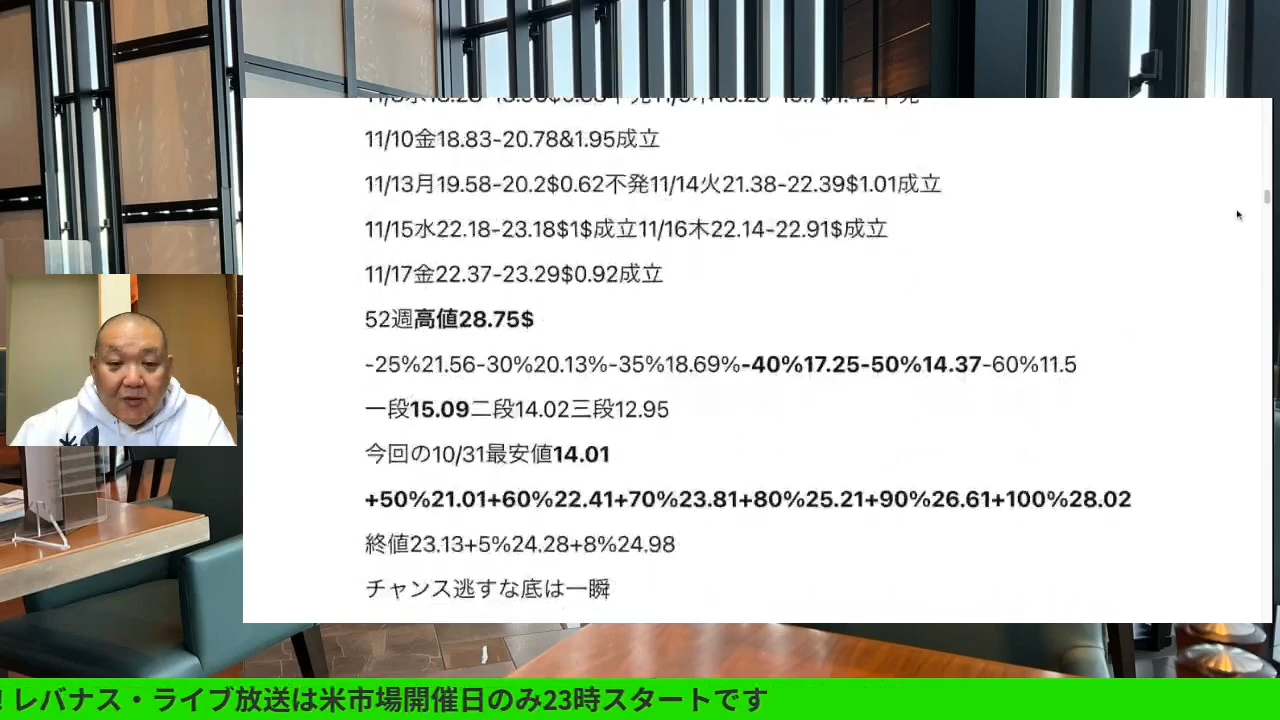 11/10金18.83-20.78&1.95成立
11/13月19.58-20.2$0.62不発11/14火21.38-22.39$1.01成立
11/15水22.18-23.18$1$成立11/16木22.14-22.91$成立
11/17金22.37-23.29$0.92成立
52週高値28.75$
-25%21.56-30%20.13%-35%18.69%-40%17.25-50%14.37-60%11.5
一段15.09二段14.02三段12.95
今回の10/31最安値14.01
+50%21.01+60%22.41+70%23.81+80%25.21+90%26.61+100%28.02
終値23.13+5%24.28+8%24.98
チャンス逃すな底は一瞬
！レバナス・ライブ放送は米市場開催日のみ23時スタートです